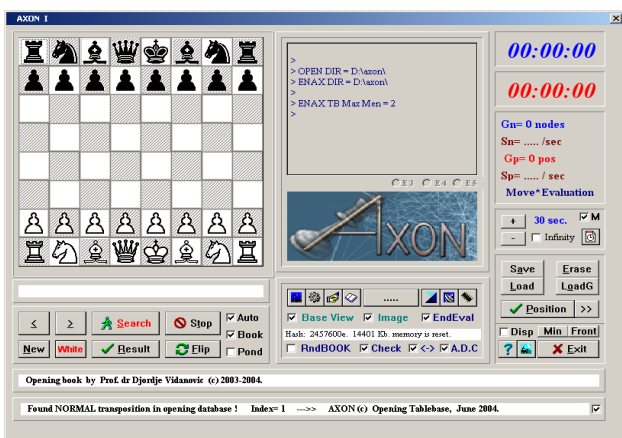 AXON I
>
> OPEN DIR = D:\axon\
> ENAX DIR = D:\axon\
>
> ENAX TB Max Men = 2
>
E3 E4 E5
AXON
00:00:00
00:00:00
Gn= 0 nodes
Sn= ..... /sec
Gp= 0 pos
Sp= ..... / sec
Move*Evaluation
+ 30 sec. M
- Infinity
Save Erase
Load LoadG
Position >>
Disp Min Front
? Exit
.....
Base View Image EndEval
Hash: 2457600e. 14401 Kb. memory is reset.
RndBOOK Check <-> A.D.C
< > Search Stop Auto
Book
New White Result Flip Pond
Opening book by Prof. dr Djordje Vidanovic (c) 2003-2004.
Found NORMAL transposition in opening database ! Index= 1 --->> AXON (c) Opening Tablebase, June 2004.